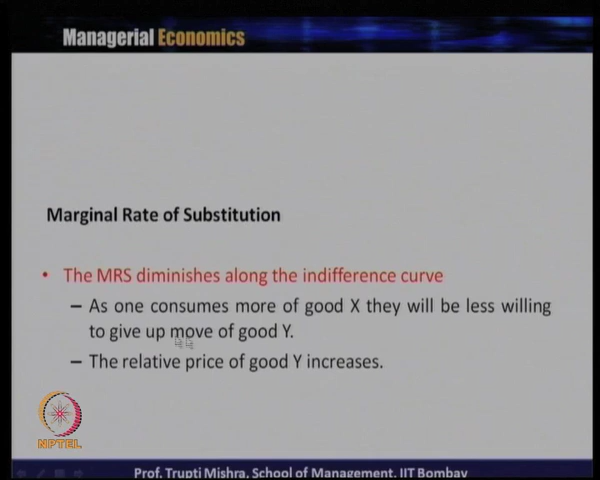 Managerial Economics
Marginal Rate of Substitution
• The MRS diminishes along the indifference curve
– As one consumes more of good X they will be less willing
to give up move of good Y.
– The relative price of good Y increases.
NPTEL
Prof. Trupti Mishra, School of Management, IIT Bombay